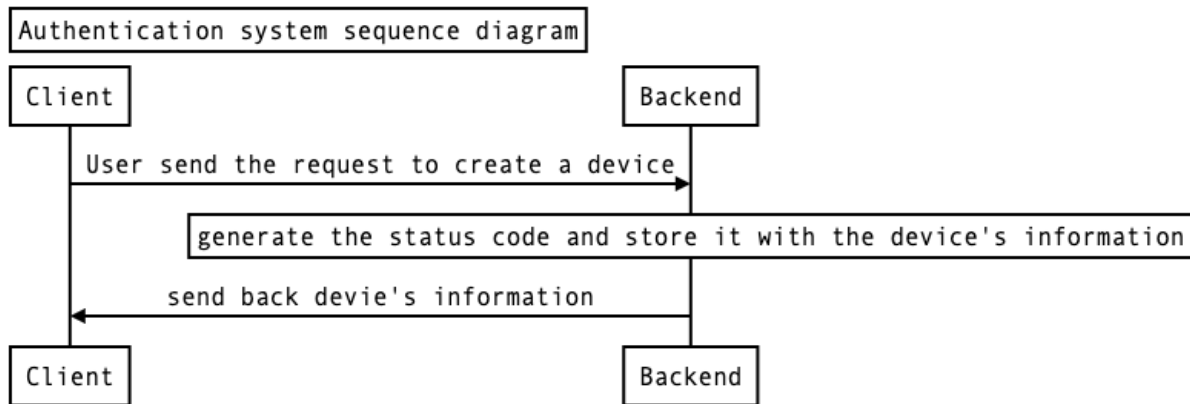 Authentication system sequence diagram
Client
Backend
User send the request to create a device
generate the status code and store it with the device's information
send back devie's information
Client
Backend